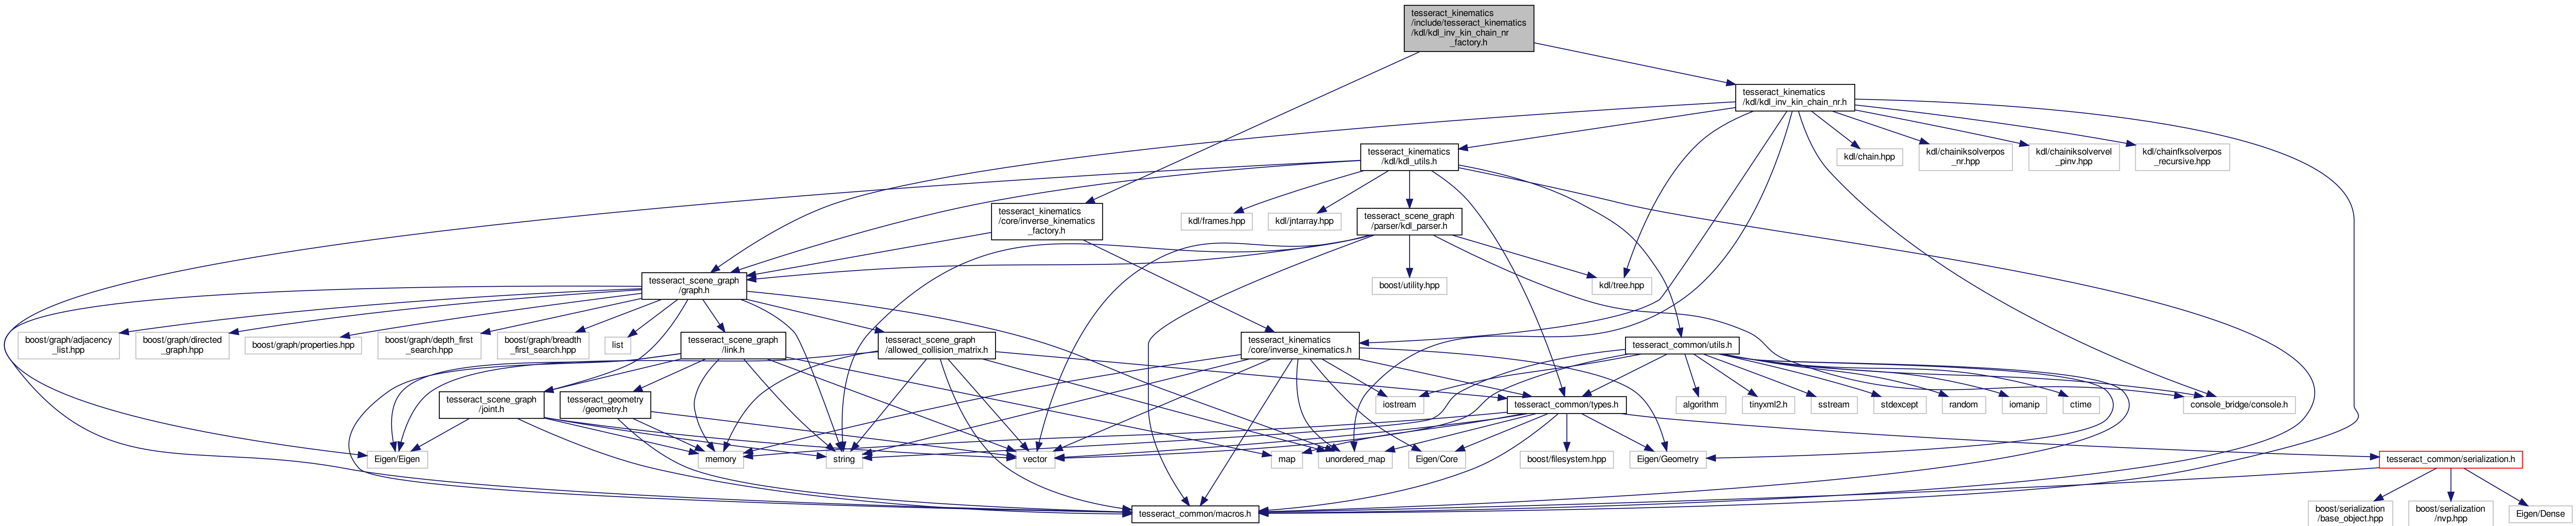 tesseract_kinematics
/include/tesseract_kinematics
/kdl/kdl_inv_kin_chain_nr
_factory.h
tesseract_kinematics
/kdl/kdl_inv_kin_chain_nr.h
tesseract_kinematics
/kdl/kdl_utils.h
kdl/chain.hpp
kdl/chainiksolverpos
_nr.hpp
kdl/chainiksolvervel
_pinv.hpp
kdl/chainfksolverpos
_recursive.hpp
tesseract_kinematics
/core/inverse_kinematics
_factory.h
kdl/frames.hpp
kdl/jntarray.hpp
tesseract_scene_graph
/parser/kdl_parser.h
tesseract_scene_graph
/graph.h
boost/utility.hpp
kdl/tree.hpp
boost/graph/adjacency
_list.hpp
boost/graph/directed
_graph.hpp
boost/graph/properties.hpp
boost/graph/depth_first
_search.hpp
boost/graph/breadth
_first_search.hpp
list
tesseract_scene_graph
/link.h
tesseract_scene_graph
/allowed_collision_matrix.h
tesseract_kinematics
/core/inverse_kinematics.h
tesseract_common/utils.h
tesseract_scene_graph
/joint.h
tesseract_geometry
/geometry.h
iostream
tesseract_common/types.h
algorithm
tinyxml2.h
sstream
stdexcept
random
iomanip
ctime
console_bridge/console.h
Eigen/Eigen
memory
string
vector
map
unordered_map
Eigen/Core
boost/filesystem.hpp
Eigen/Geometry
tesseract_common/serialization.h
tesseract_common/macros.h
boost/serialization
/base_object.hpp
boost/serialization
/nvp.hpp
Eigen/Dense